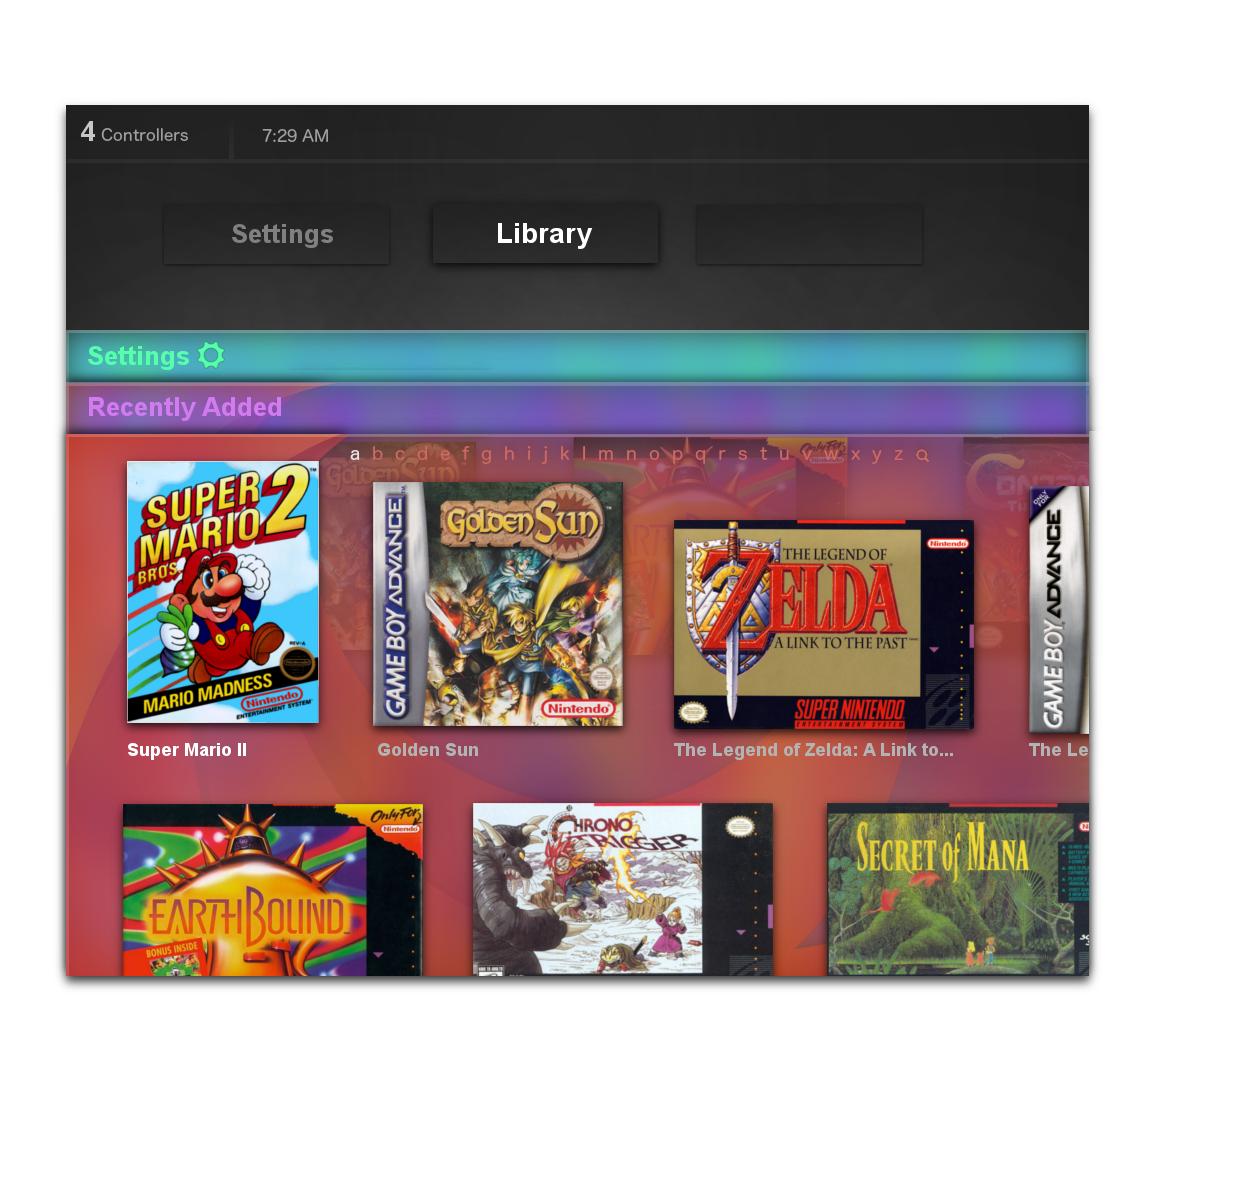 4 Controllers
7:29 AM
Settings
Library
Settings
Recently Added
a b c d e f g h i j k l m n o p q r s t u v w x y z
SUPER
MARIO
BROS. 2
REV-A
MARIO MADNESS
Nintendo
ENTERTAINMENT SYSTEM
GAME BOY ADVANCE
Golden Sun
Nintendo
THE LEGEND OF
ZELDA
A LINK TO THE PAST
Nintendo
SUPER NINTENDO
ENTERTAINMENT SYSTEM
ONLY FOR
GAME BOY ADVANCE
Super Mario II
Golden Sun
The Legend of Zelda: A Link to...
The Le
Only For
Nintendo
EARTHBOUND
BONUS INSIDE
CHRONO
TRIGGER
SECRET of MANA